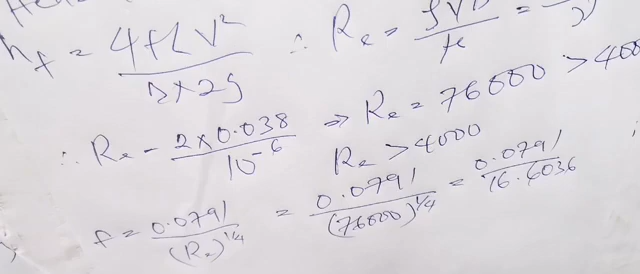 h_f = 4fLV² / D×2g ∴ R_e = ρVD / μ =
∴ R_e - 2×0.038 / 10⁻⁶ ⇒ R_e = 76000 > 400
R_e > 4000
f = 0.0791 / (R_e)^1/4 = 0.0791 / (76000)^1/4 = 0.0791 / 16.6036